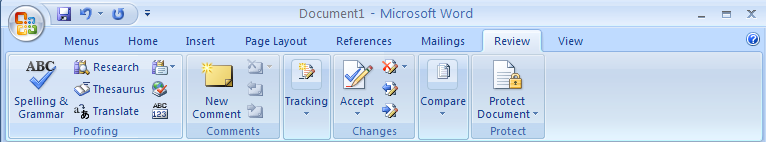 Document1 - Microsoft Word
Menus Home Insert Page Layout References Mailings Review View
ABC Research
Spelling & Grammar
Thesaurus
Translate ABC 123
New Comment
Tracking
Accept
Compare
Protect Document
Proofing Comments Changes Protect